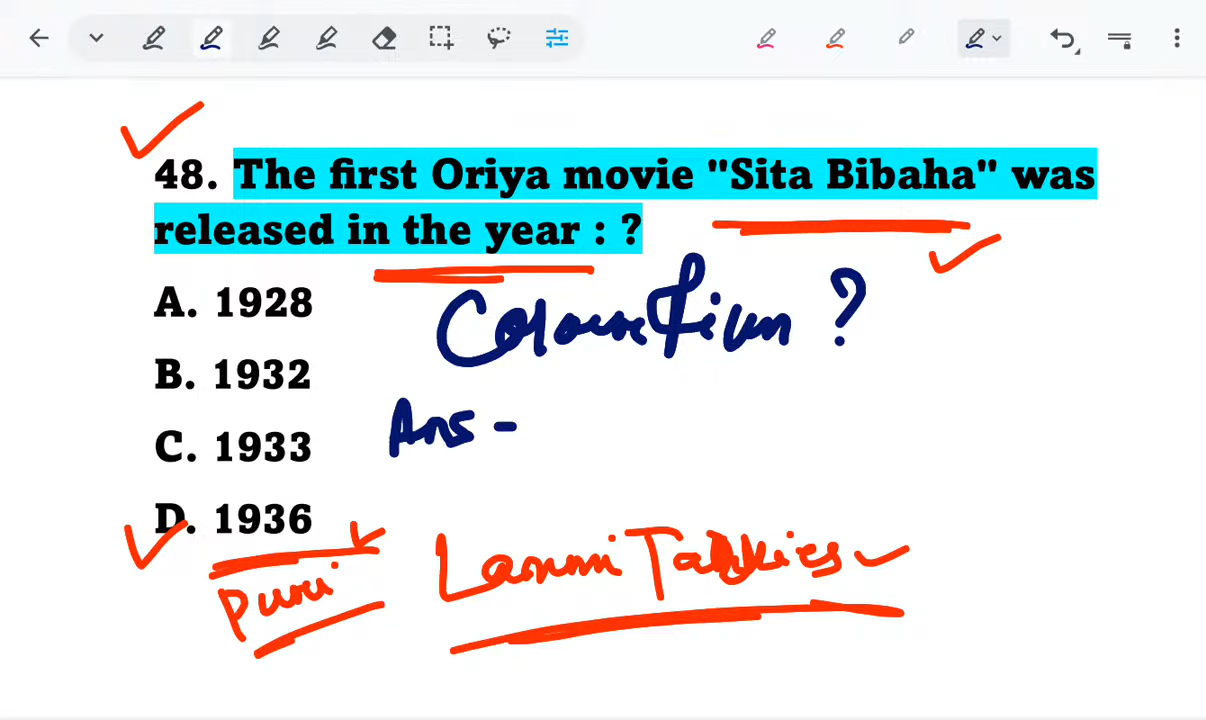 48. The first Oriya movie "Sita Bibaha" was
released in the year : ?
A. 1928
B. 1932
C. 1933
D. 1936
Colour Film ?
Ans -
Puri
Laxmi Talkies